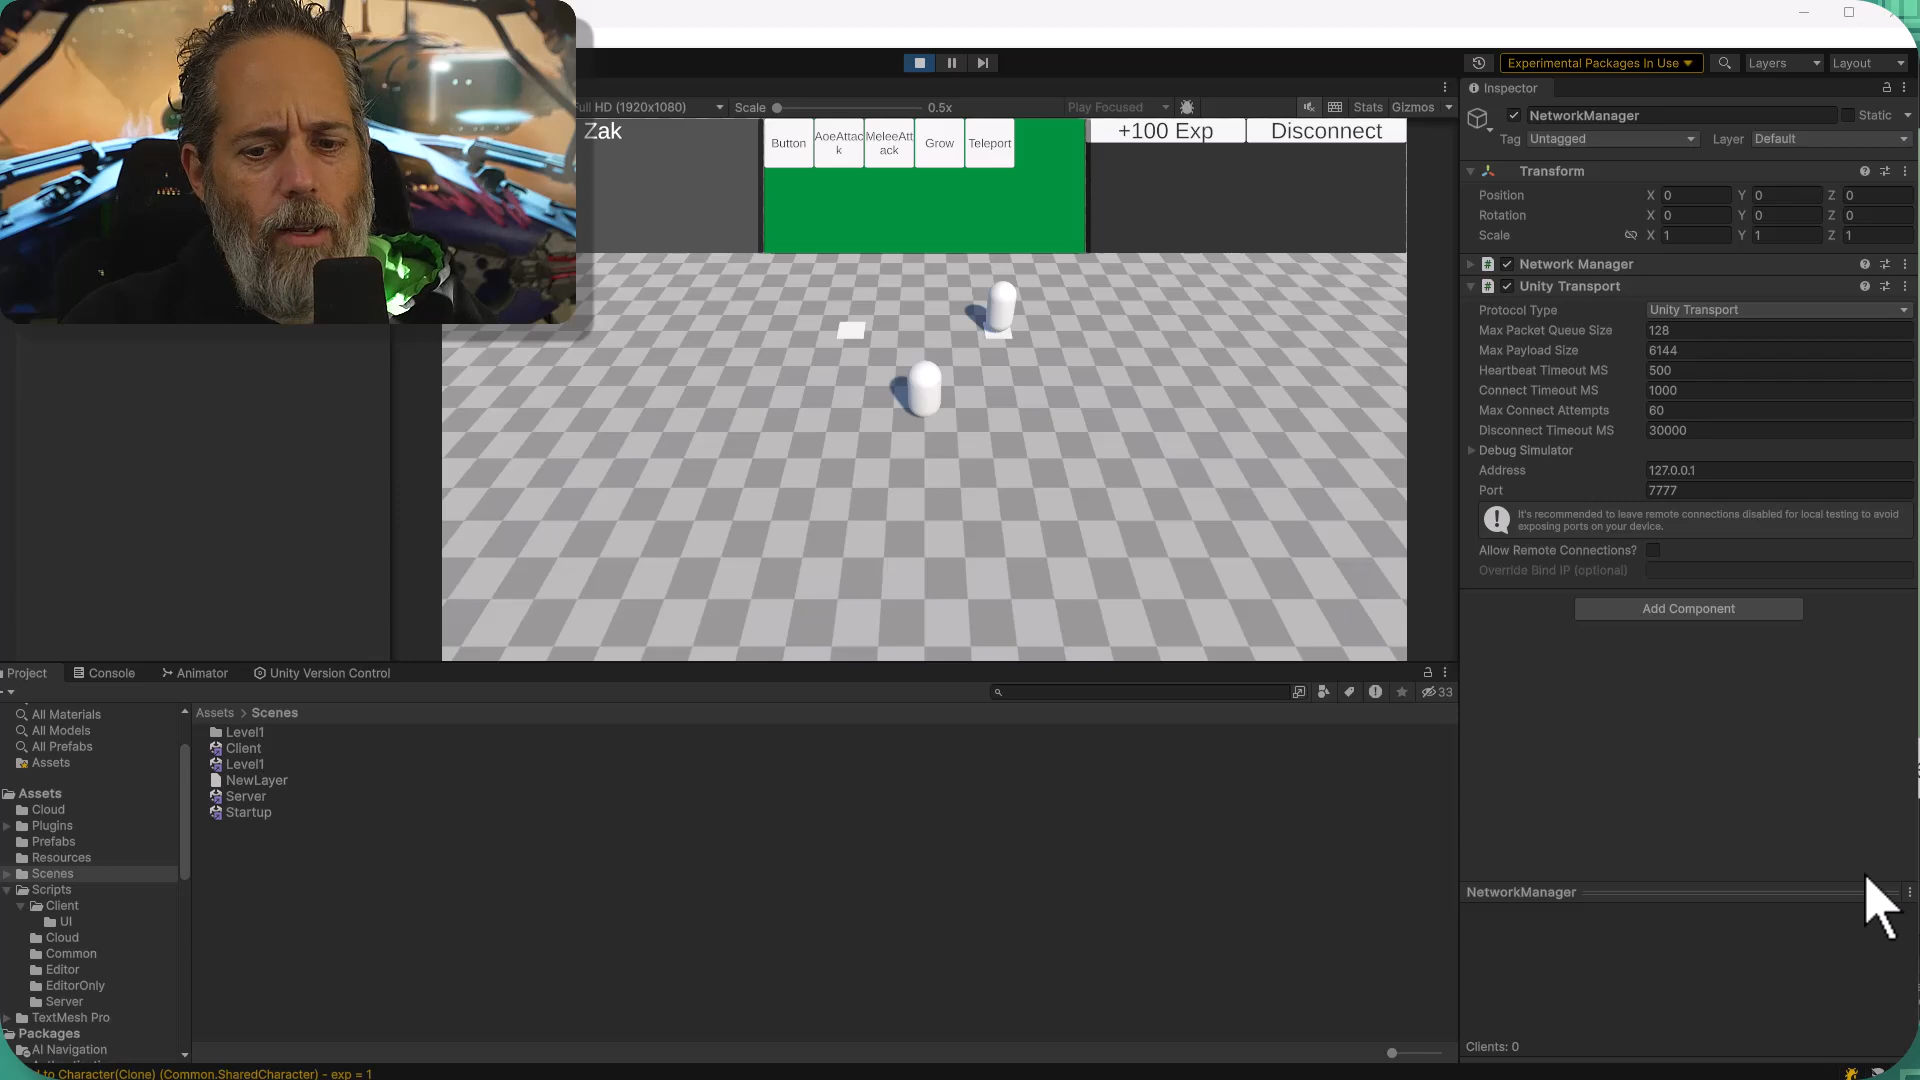 Experimental Packages In Use
Layers
Layout
Full HD (1920x1080)
Scale
0.5x
Play Focused
Stats
Gizmos
Inspector
NetworkManager
Static
Tag
Untagged
Layer
Default
Zak
Button
AoeAttac
k
MeleeAtt
ack
Grow
Teleport
+100 Exp
Disconnect
Transform
Position
X 0 Y 0 Z 0
Rotation
X 0 Y 0 Z 0
Scale
X 1 Y 1 Z 1
Network Manager
Unity Transport
Protocol Type
Unity Transport
Max Packet Queue Size
128
Max Payload Size
6144
Heartbeat Timeout MS
500
Connect Timeout MS
1000
Max Connect Attempts
60
Disconnect Timeout MS
30000
Debug Simulator
Address
127.0.0.1
Port
7777
It's recommended to leave remote connections disabled for local testing to avoid
exposing ports on your device.
Allow Remote Connections?
Override Bind IP (optional)
Add Component
Project
Console
Animator
Unity Version Control
33
All Materials
All Models
All Prefabs
Assets
Assets
Cloud
Plugins
Prefabs
Resources
Scenes
Scripts
Client
UI
Cloud
Common
Editor
EditorOnly
Server
TextMesh Pro
Packages
AI Navigation
Assets > Scenes
Level1
Client
Level1
NewLayer
Server
Startup
NetworkManager
Clients: 0
to Character(Clone) (Common.SharedCharacter) - exp = 1